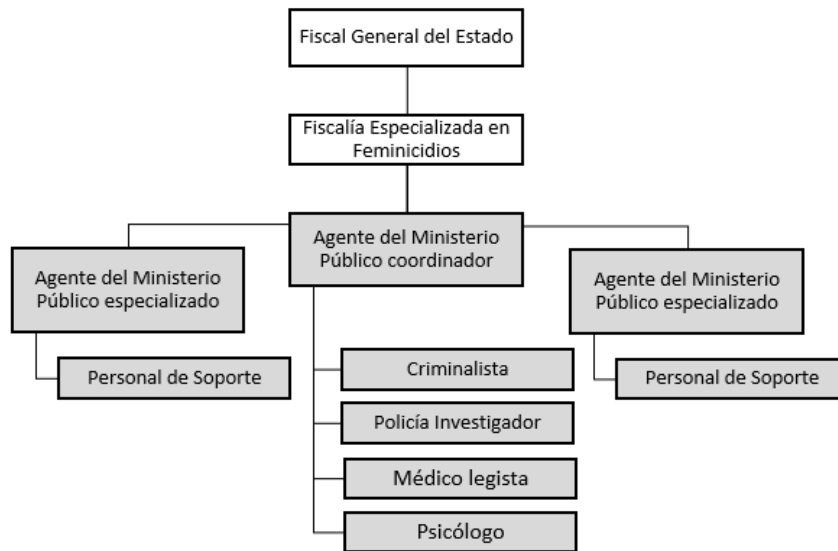 Fiscal General del Estado
Fiscalía Especializada en
Feminicidios
Agente del Ministerio
Público coordinador
Agente del Ministerio
Público especializado
Agente del Ministerio
Público especializado
Personal de Soporte
Personal de Soporte
Criminalista
Policía Investigador
Médico legista
Psicólogo